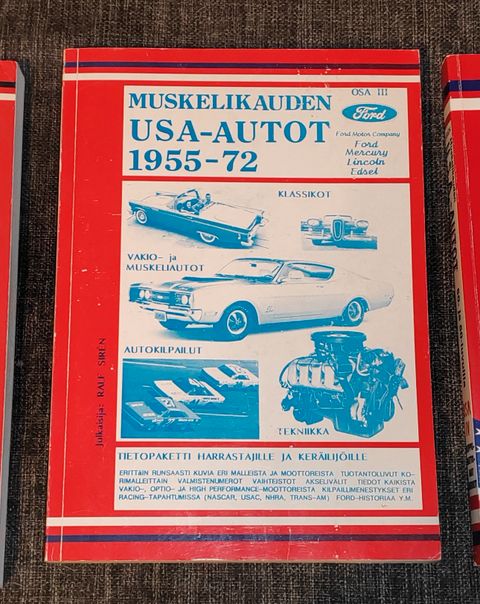 MUSKELIKAUDEN
USA-AUTOT
1955-72
OSA III
Ford
Ford Motor Company
Ford
Mercury
Lincoln
Edsel
KLASSIKOT
VAKIO- ja
MUSKELIAUTOT
AUTOKILPAILUT
TEKNIIKKA
Julkaisija: RALF SIRÉN
TIETOPAKETTI HARRASTAJILLE JA KERÄILIJÖILLE
ERITTÄIN RUNSAASTI KUVIA ERI MALLEISTA JA MOOTTOREISTA TUOTANTOLUVUT KO-
RIMALLEITTAIN VALMISTENUMEROT VAIHTEISTOT AKSELIVÄLIT TIEDOT KAIKISTA
VAKIO-, OPTIO- JA HIGH PERFORMANCE-MOOTTOREISTA KILPAILUMENESTYKSET ERI
RACING-TAPAHTUMISSA (NASCAR, USAC, NHRA, TRANS-AM) FORD-HISTORIAA Y.M.